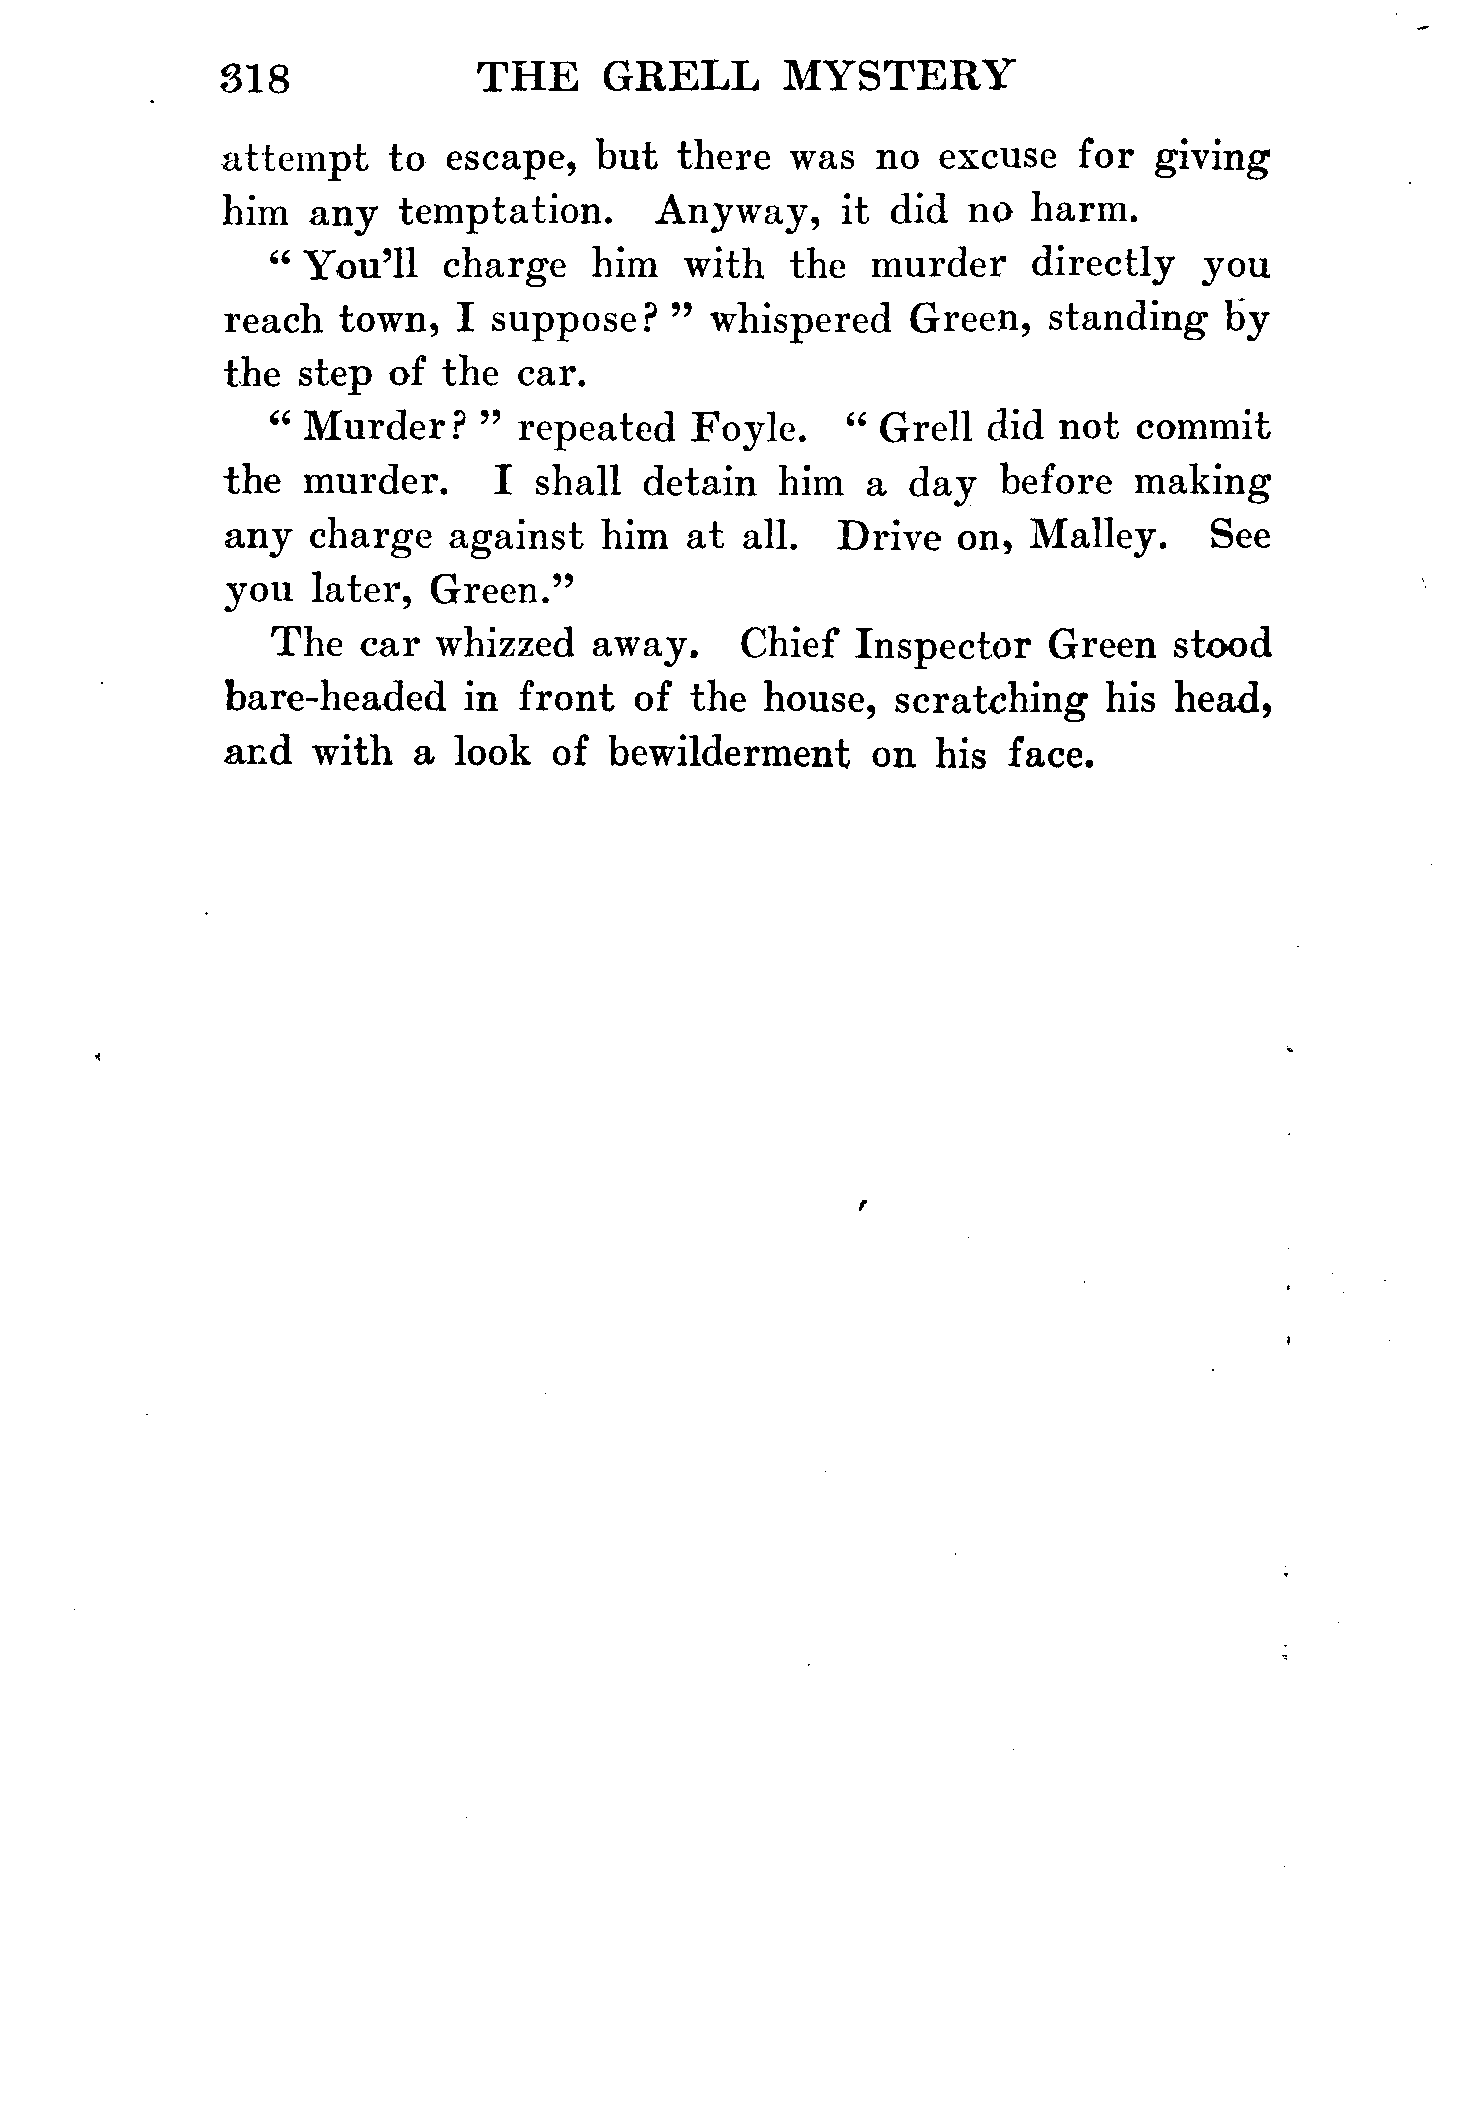 318 THE GRELL MYSTERY
attempt to escape, but there was no excuse for giving
him any temptation. Anyway, it did no harm.
“ You’ll charge him with the murder directly you
reach town, I suppose? ” whispered Green, standing by
the step of the car.
“ Murder? ” repeated Foyle. “ Grell did not commit
the murder. I shall detain him a day before making
any charge against him at all. Drive on, Malley. See
you later, Green.”
The car whizzed away. Chief Inspector Green stood
bare-headed in front of the house, scratching his head,
and with a look of bewilderment on his face.